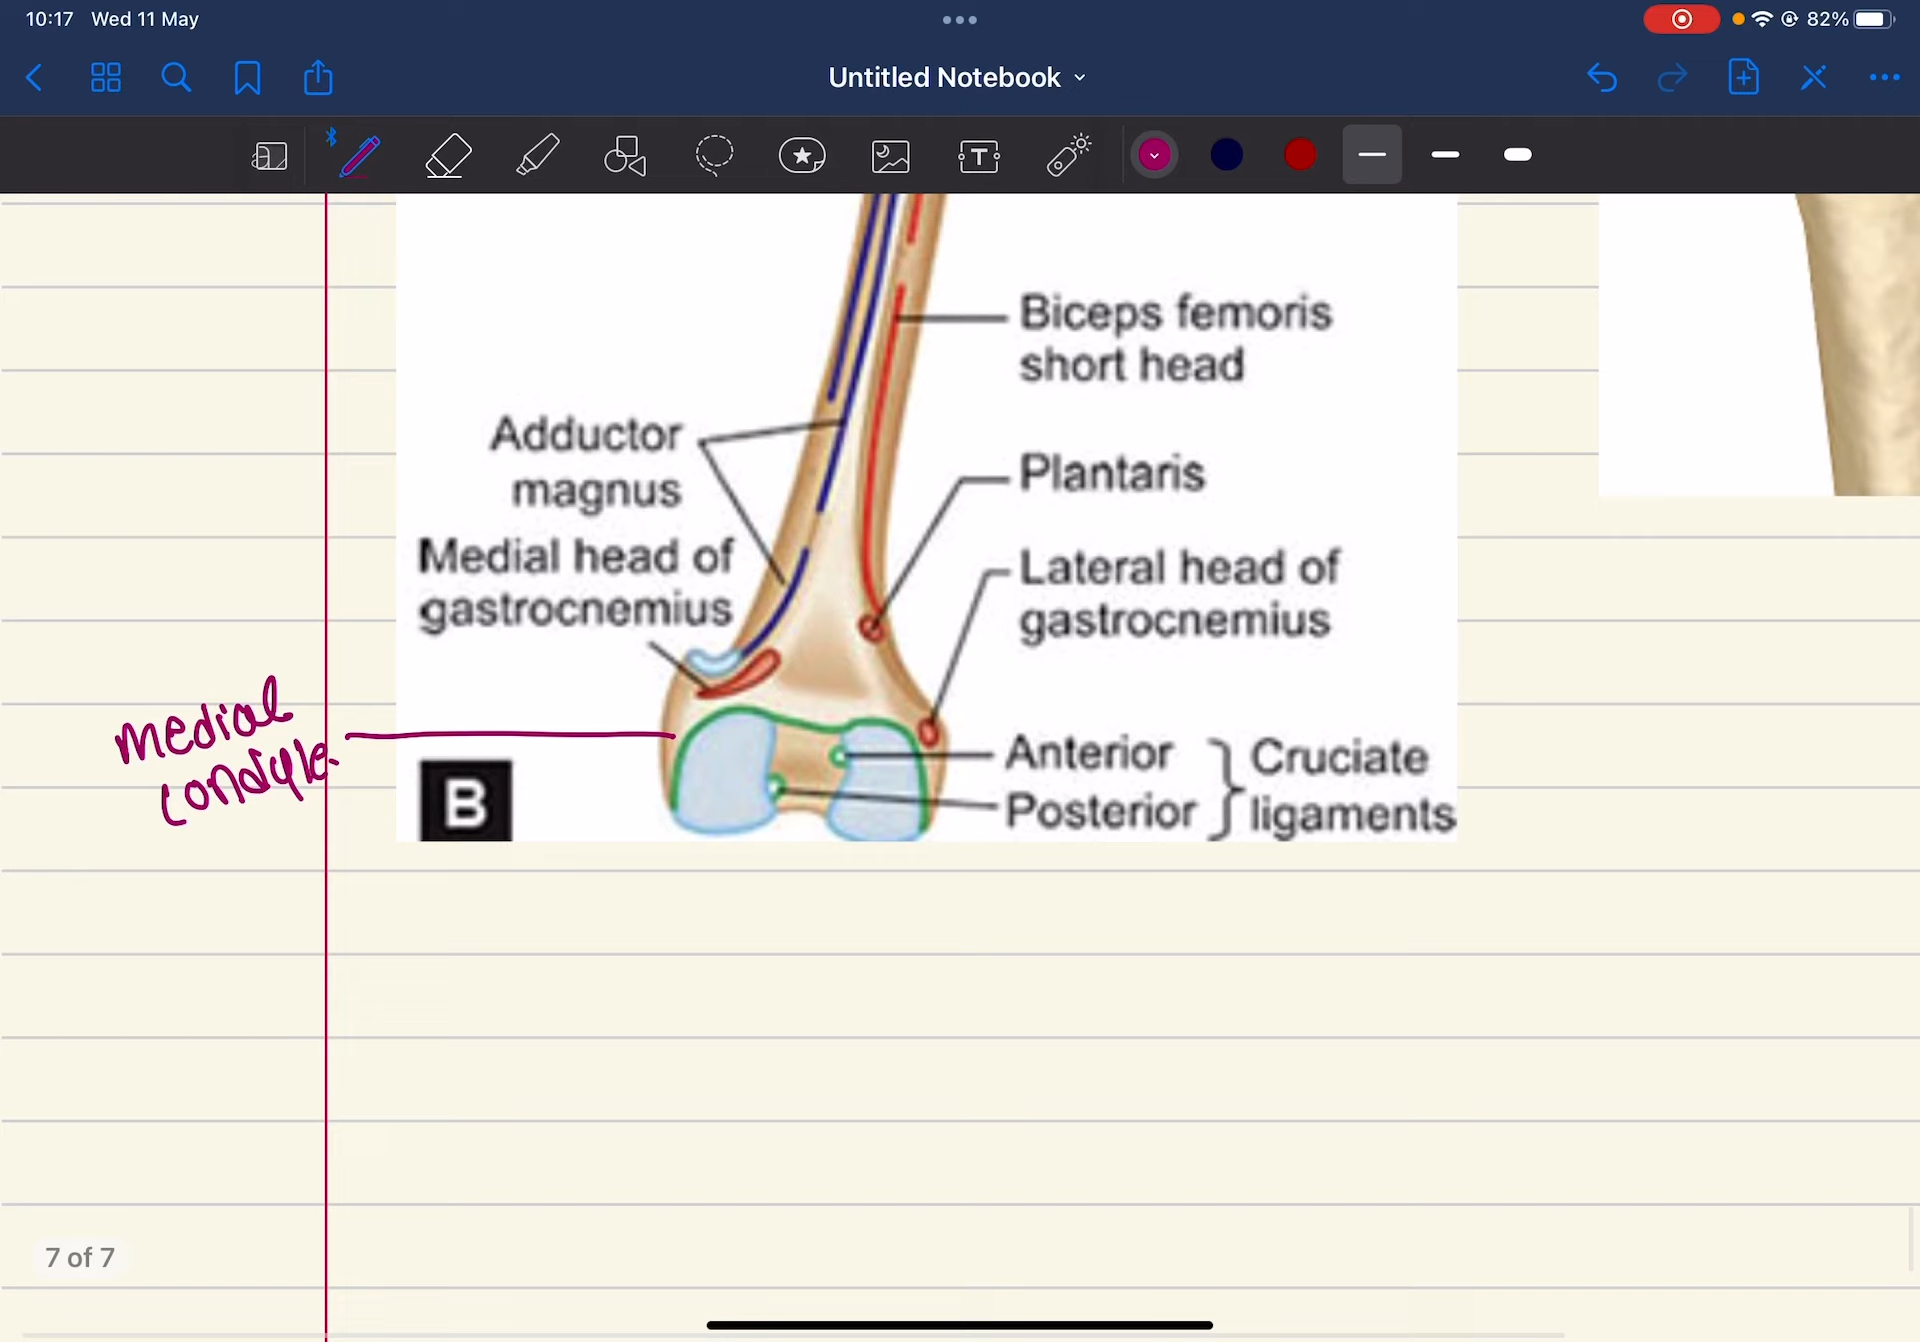 10:17 Wed 11 May
82%
Untitled Notebook
T
Biceps femoris
short head
Adductor
magnus
Plantaris
Medial head of
gastrocnemius
Lateral head of
gastrocnemius
medial
condyle
B
Anterior
Posterior
Cruciate
ligaments
7 of 7